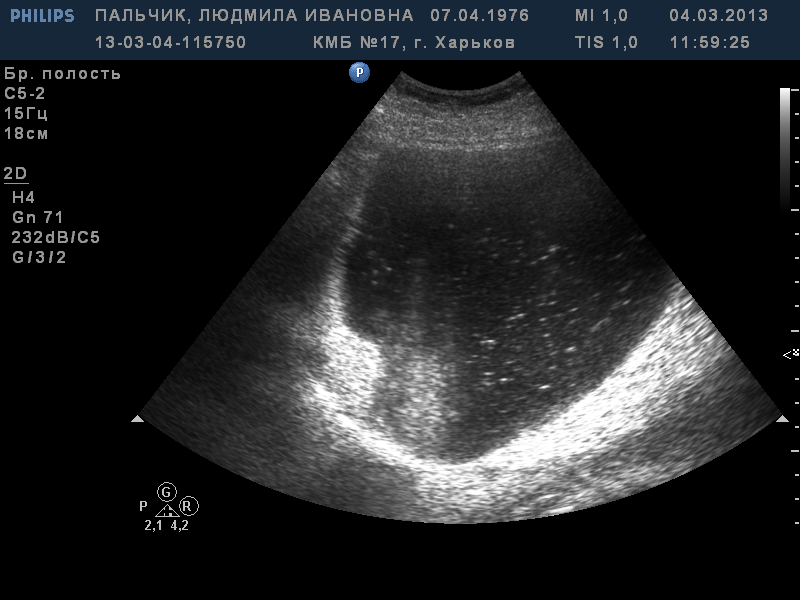 PHILIPS ПАЛЬЧИК, ЛЮДМИЛА ИВАНОВНА 07.04.1976 MI 1,0 04.03.2013
13-03-04-115750 КМБ №17, г. Харьков TIS 1,0 11:59:25
Бр. полость
C5-2
15Гц
18см
2D
H4
Gn 71
232dB/C5
G/3/2
P
G
P R
2,1 4,2